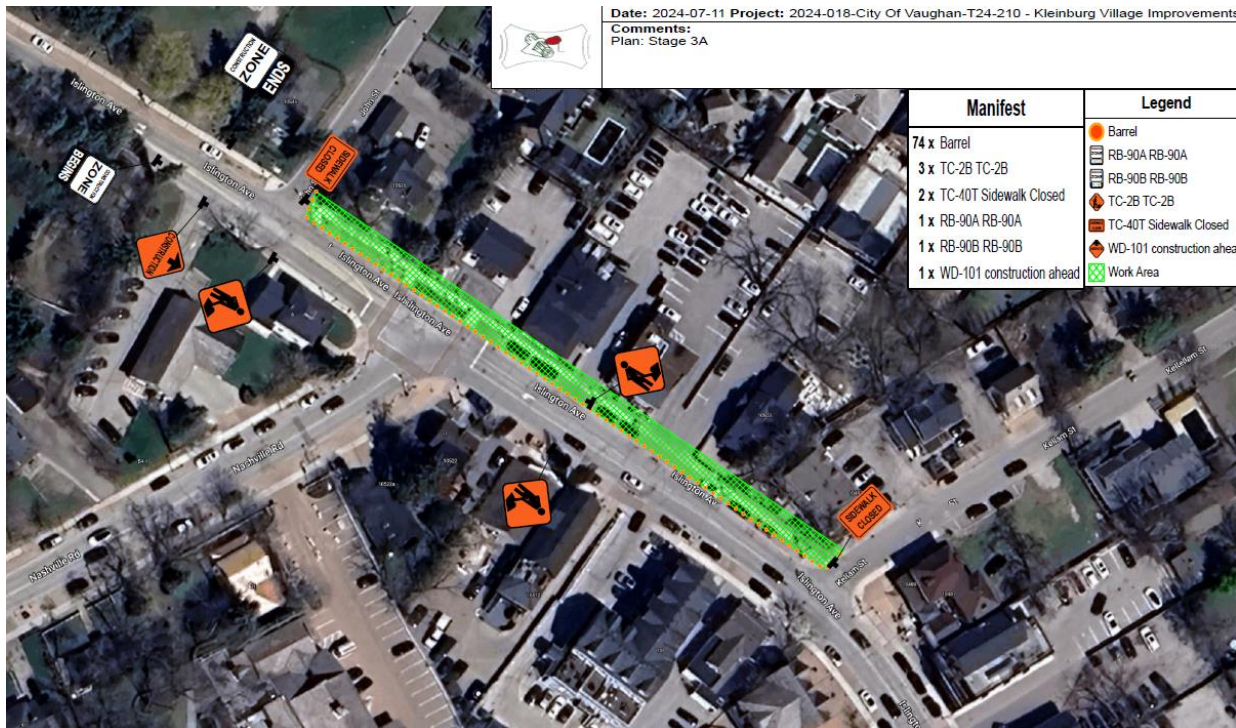 Date: 2024-07-11 Project: 2024-018-City Of Vaughan-T24-210 - Kleinburg Village Improvements
Comments:
Plan: Stage 3A
Manifest
74 x Barrel
3 x TC-2B TC-2B
2 x TC-40T Sidewalk Closed
1 x RB-90A RB-90A
1 x RB-90B RB-90B
1 x WD-101 construction ahead
Legend
Barrel
RB-90A RB-90A
RB-90B RB-90B
TC-2B TC-2B
TC-40T Sidewalk Closed
WD-101 construction ahead
Work Area
CONSTRUCTION
ZONE
ENDS
Islington Ave
John St
ZONE
BEGINS
Islington Ave
SIDEWALK
CLOSED
CONSTRUCTION
Islington Ave
Islington Ave
Islington Ave
Nashville Rd
Nashville Rd
Islington Av
SIDEWALK
CLOSED
Kellam St
Kellam St
Islington Ave